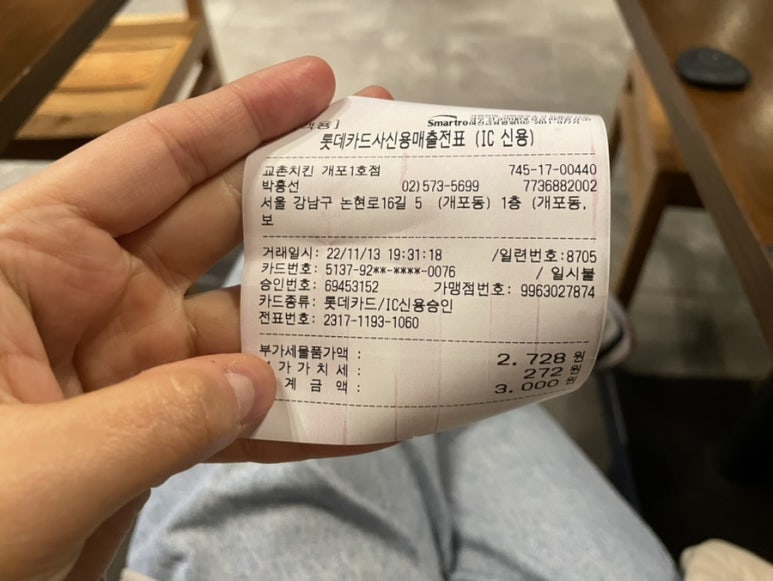 Smartro
롯데카드사신용매출전표 (IC 신용)
교촌치킨 개포1호점 745-17-00440
박홍선 02)573-5699 7736882002
서울 강남구 논현로16길 5 (개포동) 1층 (개포동,
보
거래일시: 22/11/13 19:31:18 /일련번호:8705
카드번호: 5137-92**-****-0076 / 일시불
승인번호: 69453152 가맹점번호: 9963027874
카드종류: 롯데카드/IC신용승인
전표번호: 2317-1193-1060
부가세물품가액 : 2,728 원
가 가 치 세 : 272 원
계 금 액 : 3,000 원